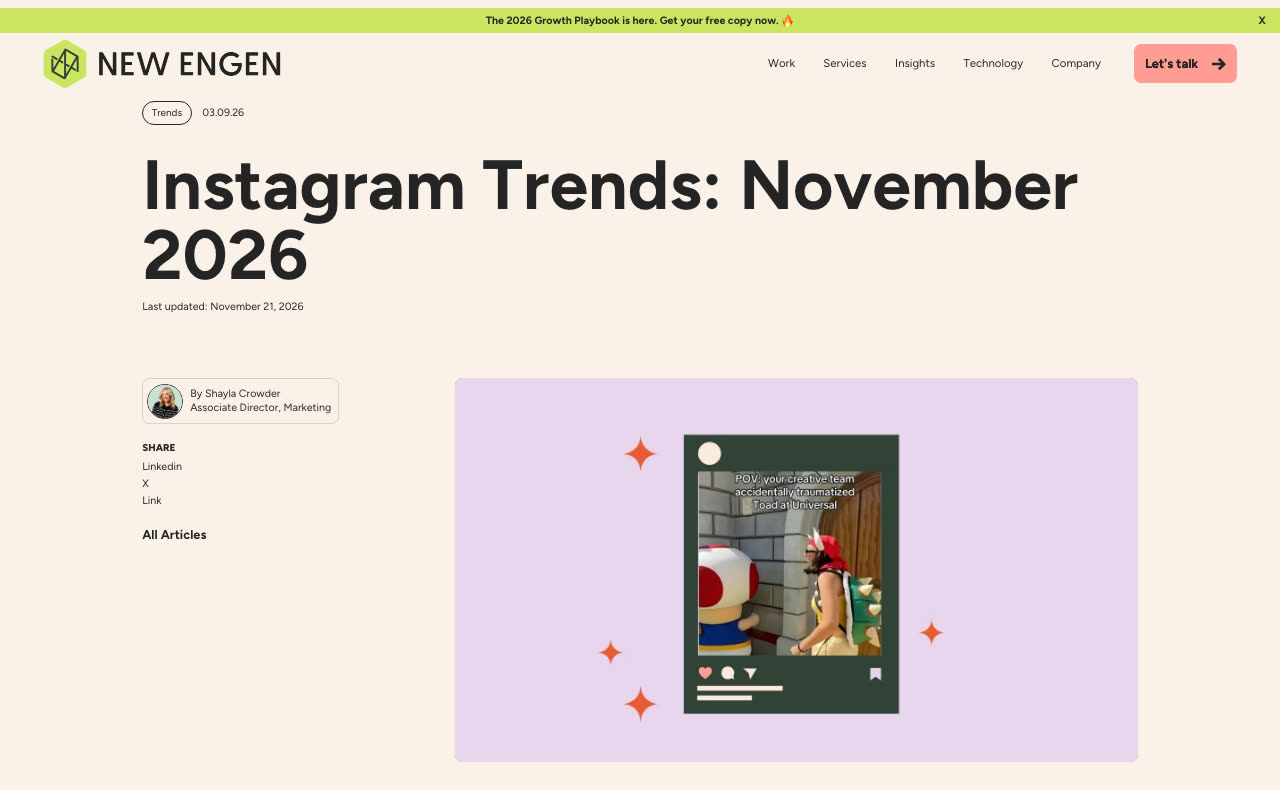 The 2026 Growth Playbook is here. Get your free copy now. 🔥
X
NEW ENGEN
Work
Services
Insights
Technology
Company
Let's talk
Trends
03.09.26
Instagram Trends: November
2026
Last updated: November 21, 2026
By Shayla Crowder
Associate Director, Marketing
SHARE
Linkedin
X
Link
All Articles
POV: your creative team
accidentally traumatized
Toad at Universal